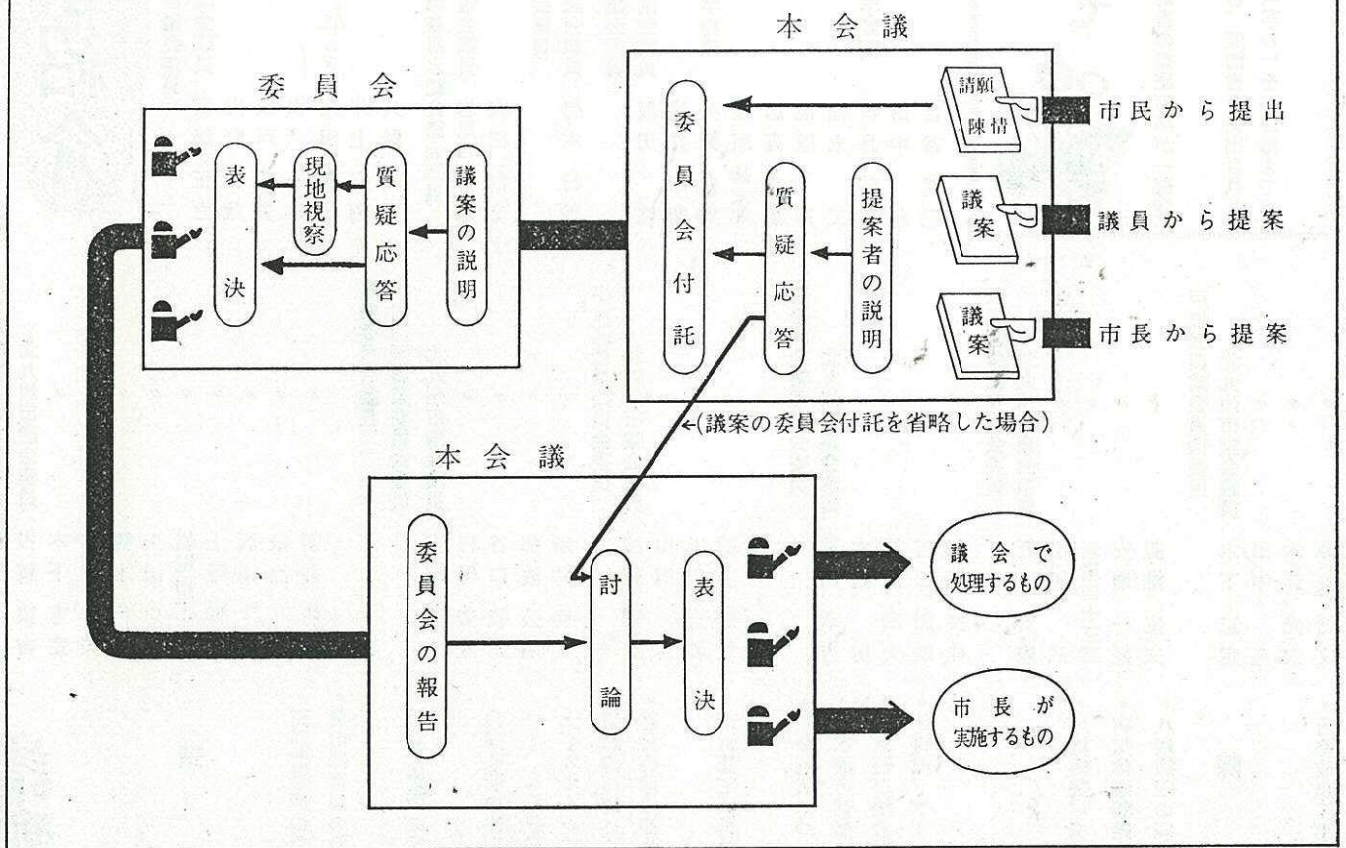 本会議
請願
陳情
市民から提出
議案
議員から提案
議案
市長から提案
提案者の説明
質疑応答
委員会付託
←(議案の委員会付託を省略した場合)
委員会
議案の説明
質疑応答
現地視察
表決
本会議
委員会の報告
討論
表決
議会で
処理するもの
市長が
実施するもの